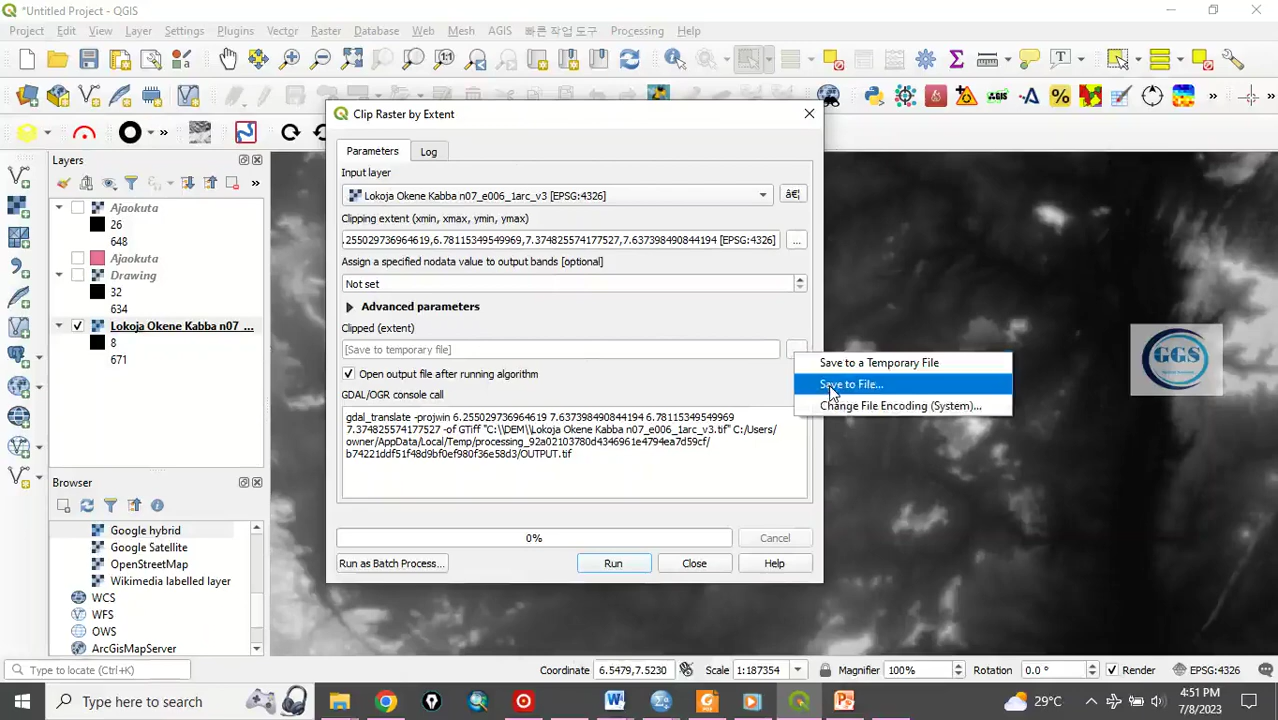 *Untitled Project - QGIS
Project Edit View Layer Settings Plugins Vector Raster Database Web Mesh AGIS 빠른 작업 도구 Processing Help
Layers
Ajaokuta
26
648
Ajaokuta
Drawing
32
634
Lokoja Okene Kabba n07_...
8
671
Browser
Google hybrid
Google Satellite
OpenStreetMap
Wikimedia labelled layer
WCS
WFS
OWS
ArcGisMapServer
Clip Raster by Extent
Parameters Log
Input layer
Lokoja Okene Kabba n07_e006_1arc_v3 [EPSG:4326]
â€¦
Clipping extent (xmin, xmax, ymin, ymax)
.255029736964619,6.78115349549969,7.374825574177527,7.637398490844194 [EPSG:4326]
...
Assign a specified nodata value to output bands [optional]
Not set
Advanced parameters
Clipped (extent)
[Save to temporary file]
Open output file after running algorithm
GDAL/OGR console call
gdal_translate -projwin 6.255029736964619 7.637398490844194 6.78115349549969
7.374825574177527 -of GTiff "C:\\DEM\\Lokoja Okene Kabba n07_e006_1arc_v3.tif" C:/Users/
owner/AppData/Local/Temp/processing_92a02103780d4346961e4794ea7d59cf/
b74221ddf51f48d9bf0ef980f36e58d3/OUTPUT.tif
0%
Cancel
Run as Batch Process...
Run
Close
Help
Save to a Temporary File
Save to File...
Change File Encoding (System)...
GGS
Type to locate (Ctrl+K)
Coordinate 6.5479,7.5230 Scale 1:187354 Magnifier 100% Rotation 0.0 ° Render EPSG:4326
Type here to search
29°C
4:51 PM
7/8/2023